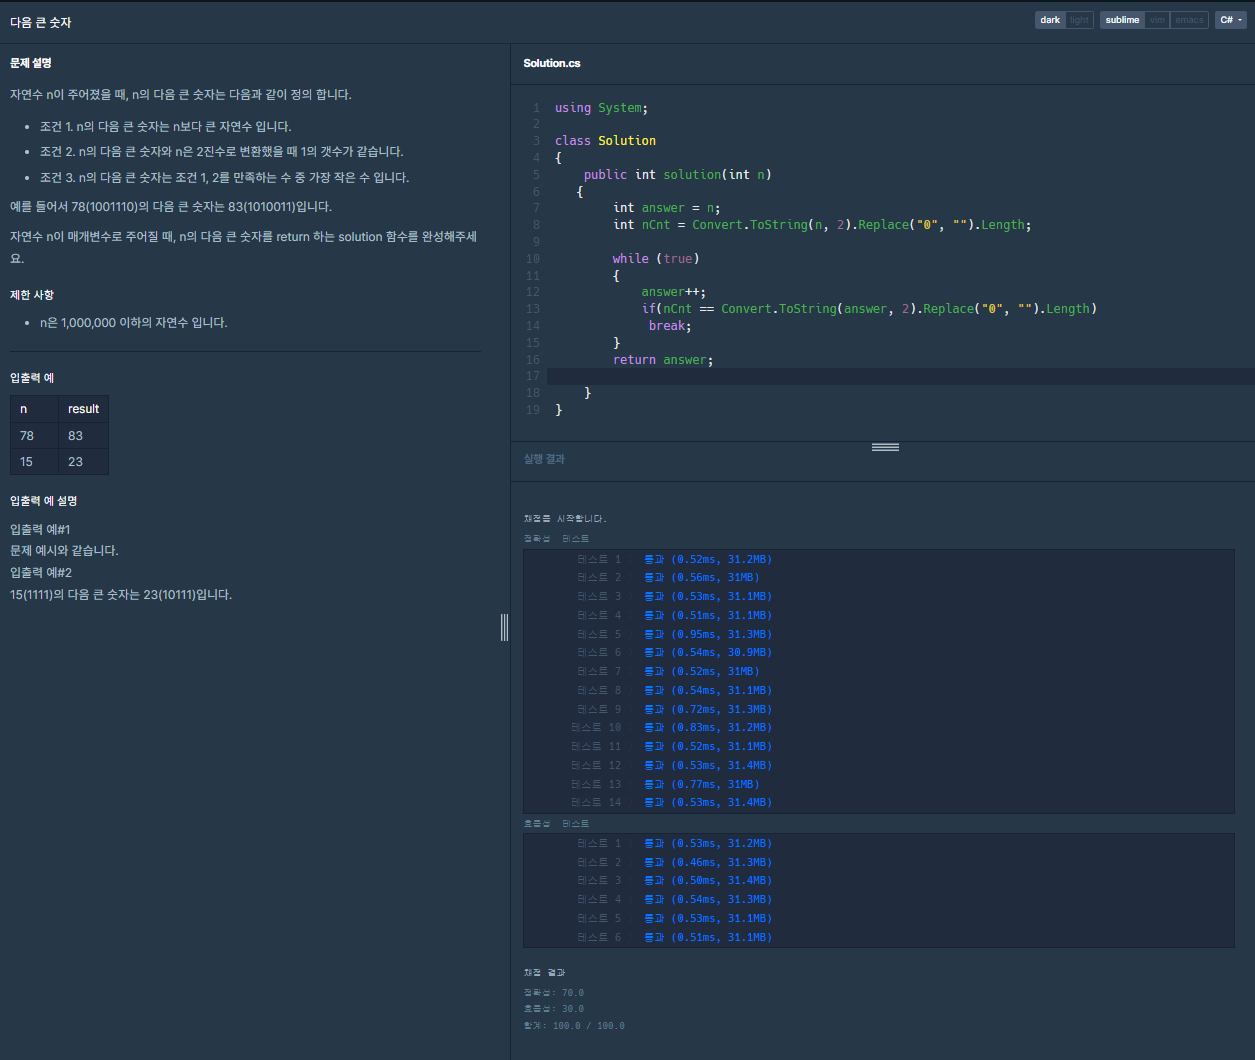 다음 큰 숫자
dark light sublime vim emacs C#
문제 설명
자연수 n이 주어졌을 때, n의 다음 큰 숫자는 다음과 같이 정의 합니다.
조건 1. n의 다음 큰 숫자는 n보다 큰 자연수 입니다.
조건 2. n의 다음 큰 숫자와 n은 2진수로 변환했을 때 1의 갯수가 같습니다.
조건 3. n의 다음 큰 숫자는 조건 1, 2를 만족하는 수 중 가장 작은 수 입니다.
예를 들어서 78(1001110)의 다음 큰 숫자는 83(1010011)입니다.
자연수 n이 매개변수로 주어질 때, n의 다음 큰 숫자를 return 하는 solution 함수를 완성해주세
요.
제한 사항
n은 1,000,000 이하의 자연수 입니다.
입출력 예
n result
78 83
15 23
입출력 예 설명
입출력 예#1
문제 예시와 같습니다.
입출력 예#2
15(1111)의 다음 큰 숫자는 23(10111)입니다.
Solution.cs
1 using System;
2
3 class Solution
4 {
5 public int solution(int n)
6 {
7 int answer = n;
8 int nCnt = Convert.ToString(n, 2).Replace("0", "").Length;
9
10 while (true)
11 {
12 answer++;
13 if(nCnt == Convert.ToString(answer, 2).Replace("0", "").Length)
14 break;
15 }
16 return answer;
17
18 }
19 }
실행 결과
채점을 시작합니다.
정확성 테스트
테스트 1 통과 (0.52ms, 31.2MB)
테스트 2 통과 (0.56ms, 31MB)
테스트 3 통과 (0.53ms, 31.1MB)
테스트 4 통과 (0.51ms, 31.1MB)
테스트 5 통과 (0.95ms, 31.3MB)
테스트 6 통과 (0.54ms, 30.9MB)
테스트 7 통과 (0.52ms, 31MB)
테스트 8 통과 (0.54ms, 31.1MB)
테스트 9 통과 (0.72ms, 31.3MB)
테스트 10 통과 (0.83ms, 31.2MB)
테스트 11 통과 (0.52ms, 31.1MB)
테스트 12 통과 (0.53ms, 31.4MB)
테스트 13 통과 (0.77ms, 31MB)
테스트 14 통과 (0.53ms, 31.4MB)
효율성 테스트
테스트 1 통과 (0.53ms, 31.2MB)
테스트 2 통과 (0.46ms, 31.3MB)
테스트 3 통과 (0.50ms, 31.4MB)
테스트 4 통과 (0.54ms, 31.3MB)
테스트 5 통과 (0.53ms, 31.1MB)
테스트 6 통과 (0.51ms, 31.1MB)
채점 결과
정확성: 70.0
효율성: 30.0
합계: 100.0 / 100.0